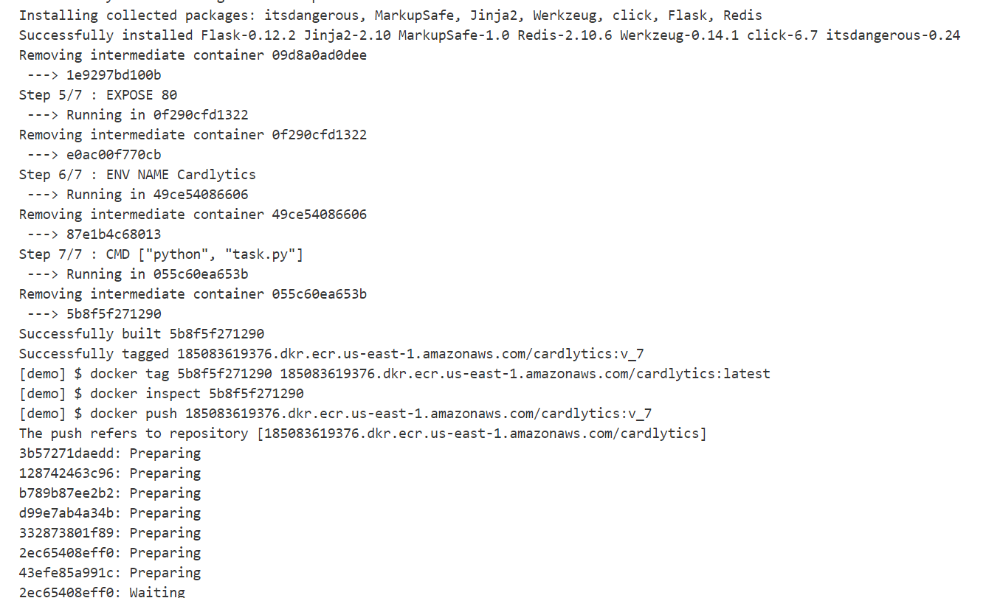 Installing collected packages: itsdangerous, MarkupSafe, Jinja2, Werkzeug, click, Flask, Redis
Successfully installed Flask-0.12.2 Jinja2-2.10 MarkupSafe-1.0 Redis-2.10.6 Werkzeug-0.14.1 click-6.7 itsdangerous-0.24
Removing intermediate container 09d8a0ad0dee
 ---> 1e9297bd100b
Step 5/7 : EXPOSE 80
 ---> Running in 0f290cfd1322
Removing intermediate container 0f290cfd1322
 ---> e0ac00f770cb
Step 6/7 : ENV NAME Cardlytics
 ---> Running in 49ce54086606
Removing intermediate container 49ce54086606
 ---> 87e1b4c68013
Step 7/7 : CMD ["python", "task.py"]
 ---> Running in 055c60ea653b
Removing intermediate container 055c60ea653b
 ---> 5b8f5f271290
Successfully built 5b8f5f271290
Successfully tagged 185083619376.dkr.ecr.us-east-1.amazonaws.com/cardlytics:v_7
[demo] $ docker tag 5b8f5f271290 185083619376.dkr.ecr.us-east-1.amazonaws.com/cardlytics:latest
[demo] $ docker inspect 5b8f5f271290
[demo] $ docker push 185083619376.dkr.ecr.us-east-1.amazonaws.com/cardlytics:v_7
The push refers to repository [185083619376.dkr.ecr.us-east-1.amazonaws.com/cardlytics]
3b57271daedd: Preparing
128742463c96: Preparing
b789b87ee2b2: Preparing
d99e7ab4a34b: Preparing
332873801f89: Preparing
2ec65408eff0: Preparing
43efe85a991c: Preparing
2ec65408eff0: Waiting